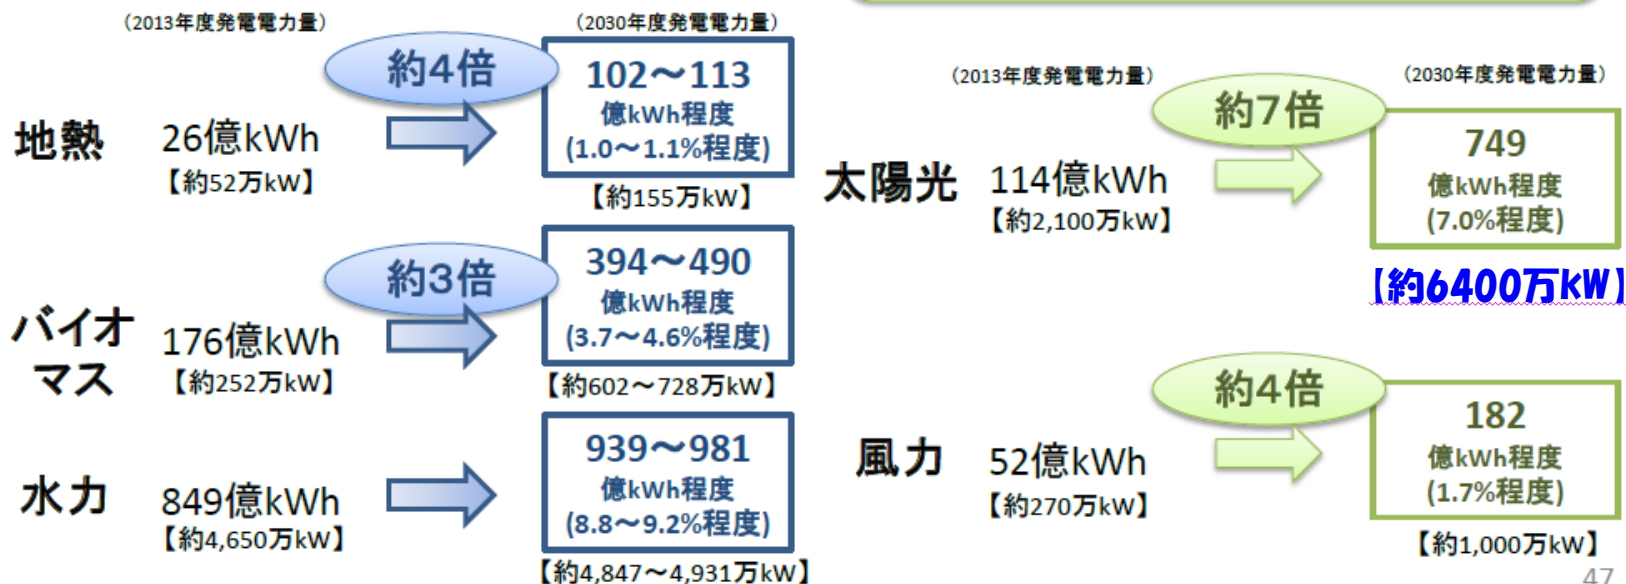 （2013年度発電電力量）
（2030年度発電電力量）
地熱
26億kWh
【約52万kW】
約4倍
102～113
億kWh程度
(1.0～1.1%程度)
【約155万kW】
バイオ
マス
176億kWh
【約252万kW】
約3倍
394～490
億kWh程度
(3.7～4.6%程度)
【約602～728万kW】
水力
849億kWh
【約4,650万kW】
939～981
億kWh程度
(8.8～9.2%程度)
【約4,847～4,931万kW】
（2013年度発電電力量）
（2030年度発電電力量）
太陽光
114億kWh
【約2,100万kW】
約7倍
749
億kWh程度
(7.0%程度)
【約6400万kW】
風力
52億kWh
【約270万kW】
約4倍
182
億kWh程度
(1.7%程度)
【約1,000万kW】
47